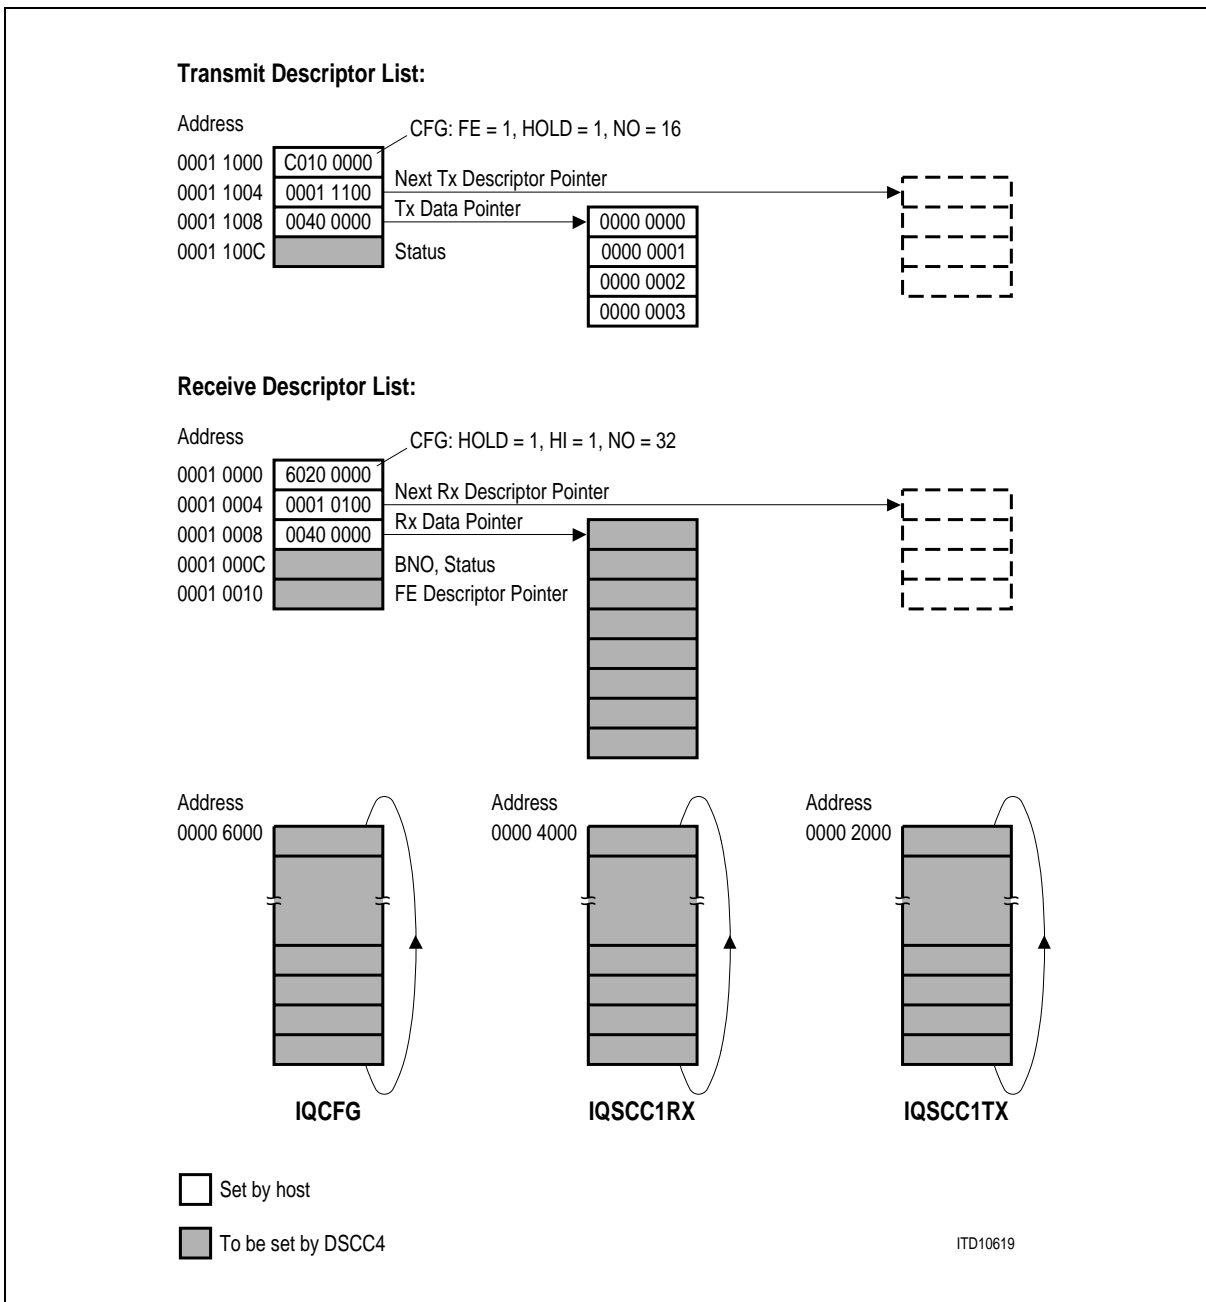 Transmit Descriptor List:
Address
CFG: FE = 1, HOLD = 1, NO = 16
0001 1000 C010 0000
0001 1004 0001 1100 Next Tx Descriptor Pointer
0001 1008 0040 0000 Tx Data Pointer 0000 0000
0001 100C Status 0000 0001
0000 0002
0000 0003
Receive Descriptor List:
Address
CFG: HOLD = 1, HI = 1, NO = 32
0001 0000 6020 0000
0001 0004 0001 0100 Next Rx Descriptor Pointer
0001 0008 0040 0000 Rx Data Pointer
0001 000C BNO, Status
0001 0010 FE Descriptor Pointer
Address Address Address
0000 6000 0000 4000 0000 2000
IQCFG IQSCC1RX IQSCC1TX
Set by host
To be set by DSCC4
ITD10619